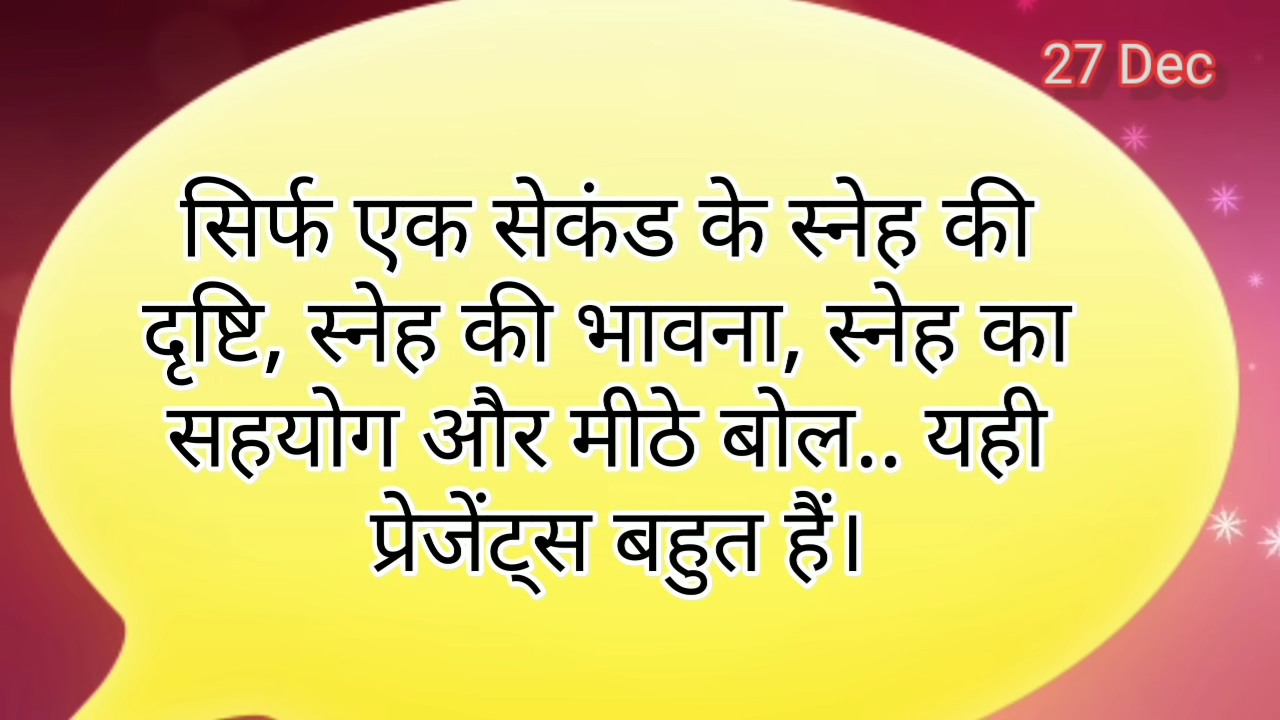 27 Dec
सिर्फ एक सेकंड के स्नेह की
दृष्टि, स्नेह की भावना, स्नेह का
सहयोग और मीठे बोल.. यही
प्रेजेंट्स बहुत हैं।